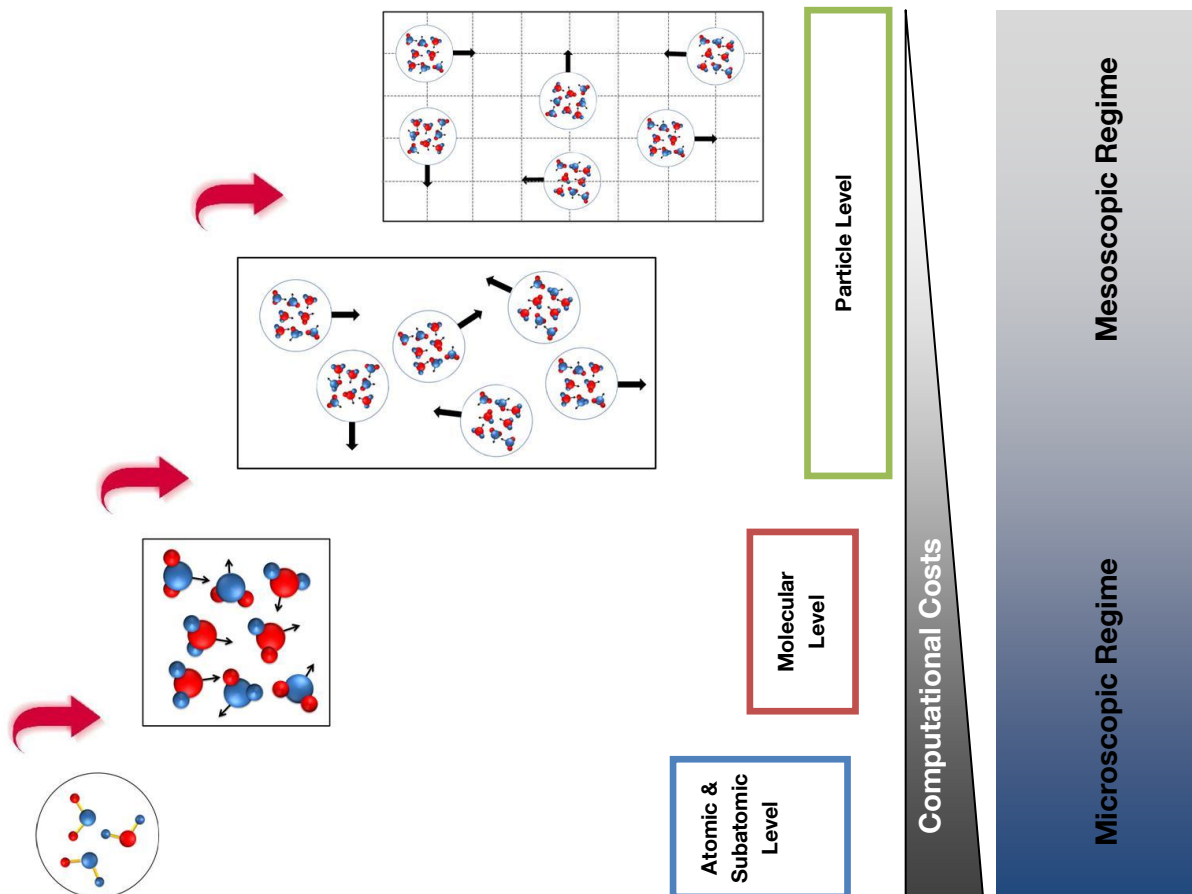 Particle Level
Mesoscopic Regime
Molecular
Level
Computational Costs
Microscopic Regime
Atomic &
Subatomic
Level